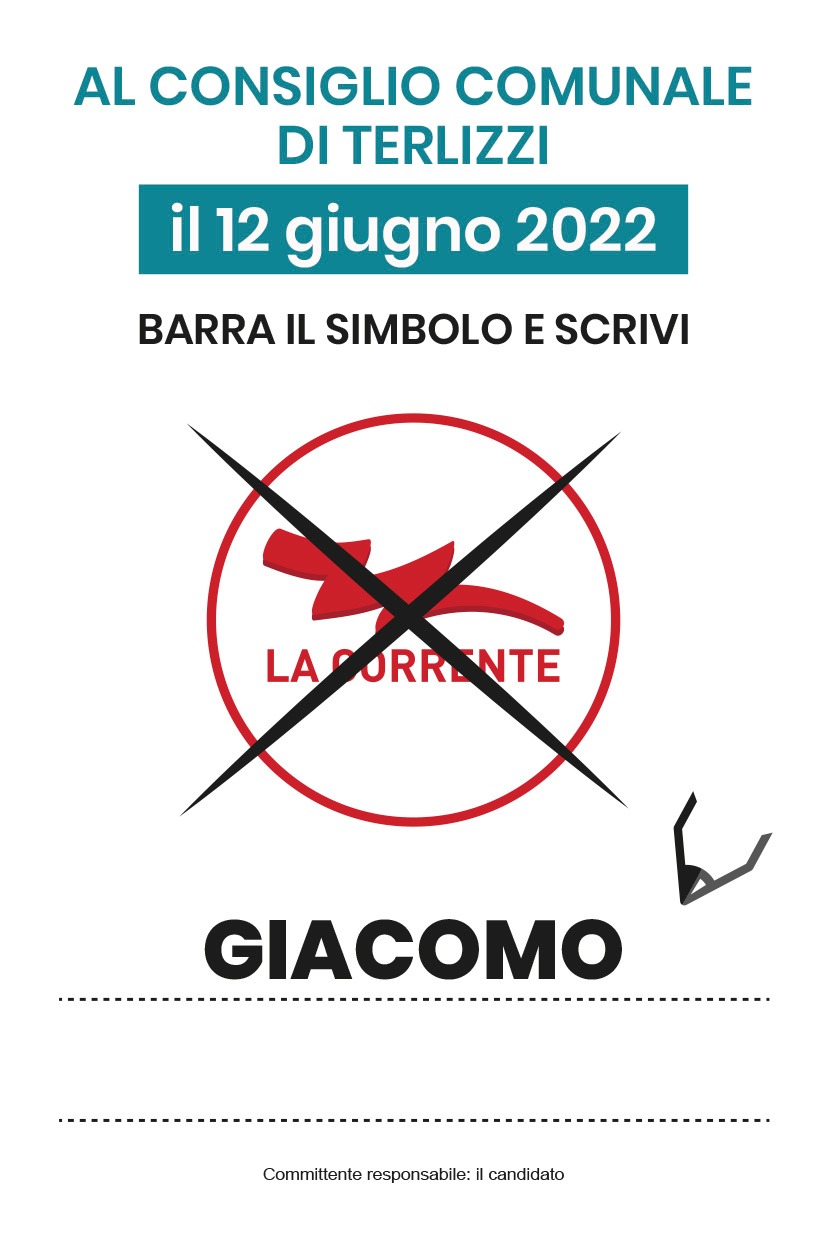 AL CONSIGLIO COMUNALE
DI TERLIZZI
il 12 giugno 2022
BARRA IL SIMBOLO E SCRIVI
LA CORRENTE
GIACOMO
Committente responsabile: il candidato